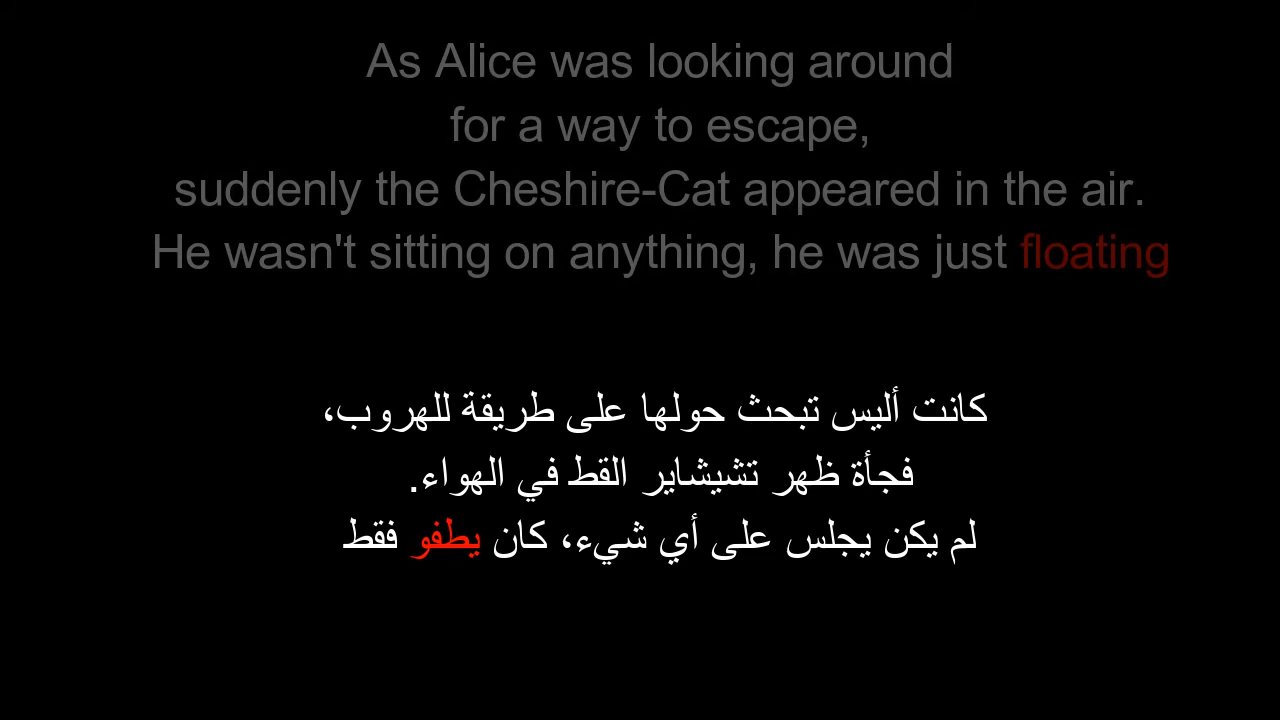 As Alice was looking around
for a way to escape,
suddenly the Cheshire-Cat appeared in the air.
He wasn't sitting on anything, he was just floating
كانت أليس تبحث حولها على طريقة للهروب،
فجأة ظهر تشيشاير القط في الهواء.
لم يكن يجلس على أي شيء، كان يطفو فقط